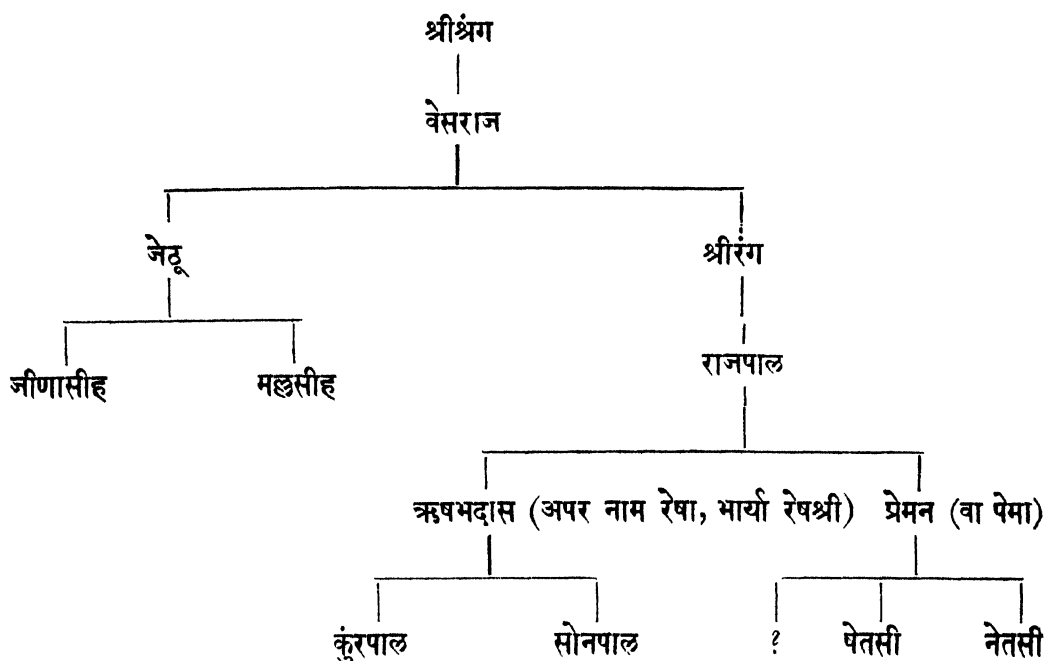 श्रीश्रंग
वेसराज
जेठू श्रीरंग
राजपाल
जीणासीह मल्लसीह
ऋषभदास (अपर नाम रेषा, भार्या रेषश्री) प्रेमन (वा पेमा)
कुंरपाल सोनपाल ? षेतसी नेतसी